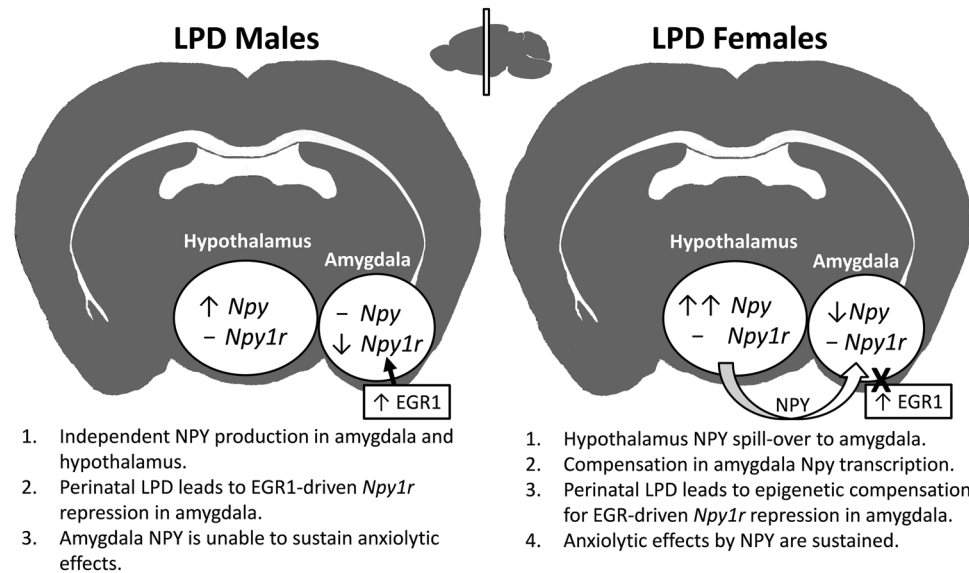 LPD Males
Hypothalamus
Amygdala
↑ Npy
– Npy1r
– Npy
↓ Npy1r
↑ EGR1
1. Independent NPY production in amygdala and
hypothalamus.
2. Perinatal LPD leads to EGR1-driven Npy1r
repression in amygdala.
3. Amygdala NPY is unable to sustain anxiolytic
effects.
LPD Females
Hypothalamus
Amygdala
↑↑ Npy
– Npy1r
↓Npy
– Npy1r
NPY
X
↑ EGR1
1. Hypothalamus NPY spill-over to amygdala.
2. Compensation in amygdala Npy transcription.
3. Perinatal LPD leads to epigenetic compensation
for EGR-driven Npy1r repression in amygdala.
4. Anxiolytic effects by NPY are sustained.